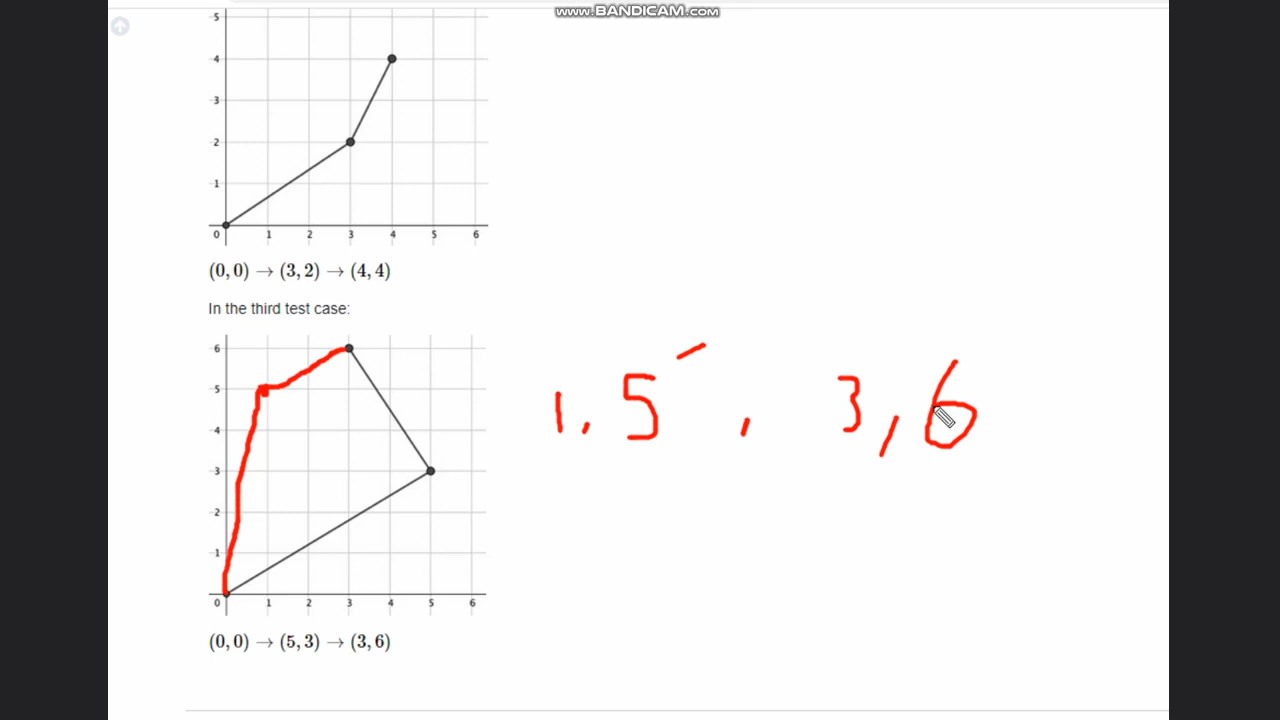 www.BANDICAM.com
5
4
3
2
1
0 1 2 3 4 5 6
(0, 0) → (3, 2) → (4, 4)
In the third test case:
6
5
4
3
2
1
0 1 2 3 4 5 6
1, 5 , 3, 6
(0, 0) → (5, 3) → (3, 6)